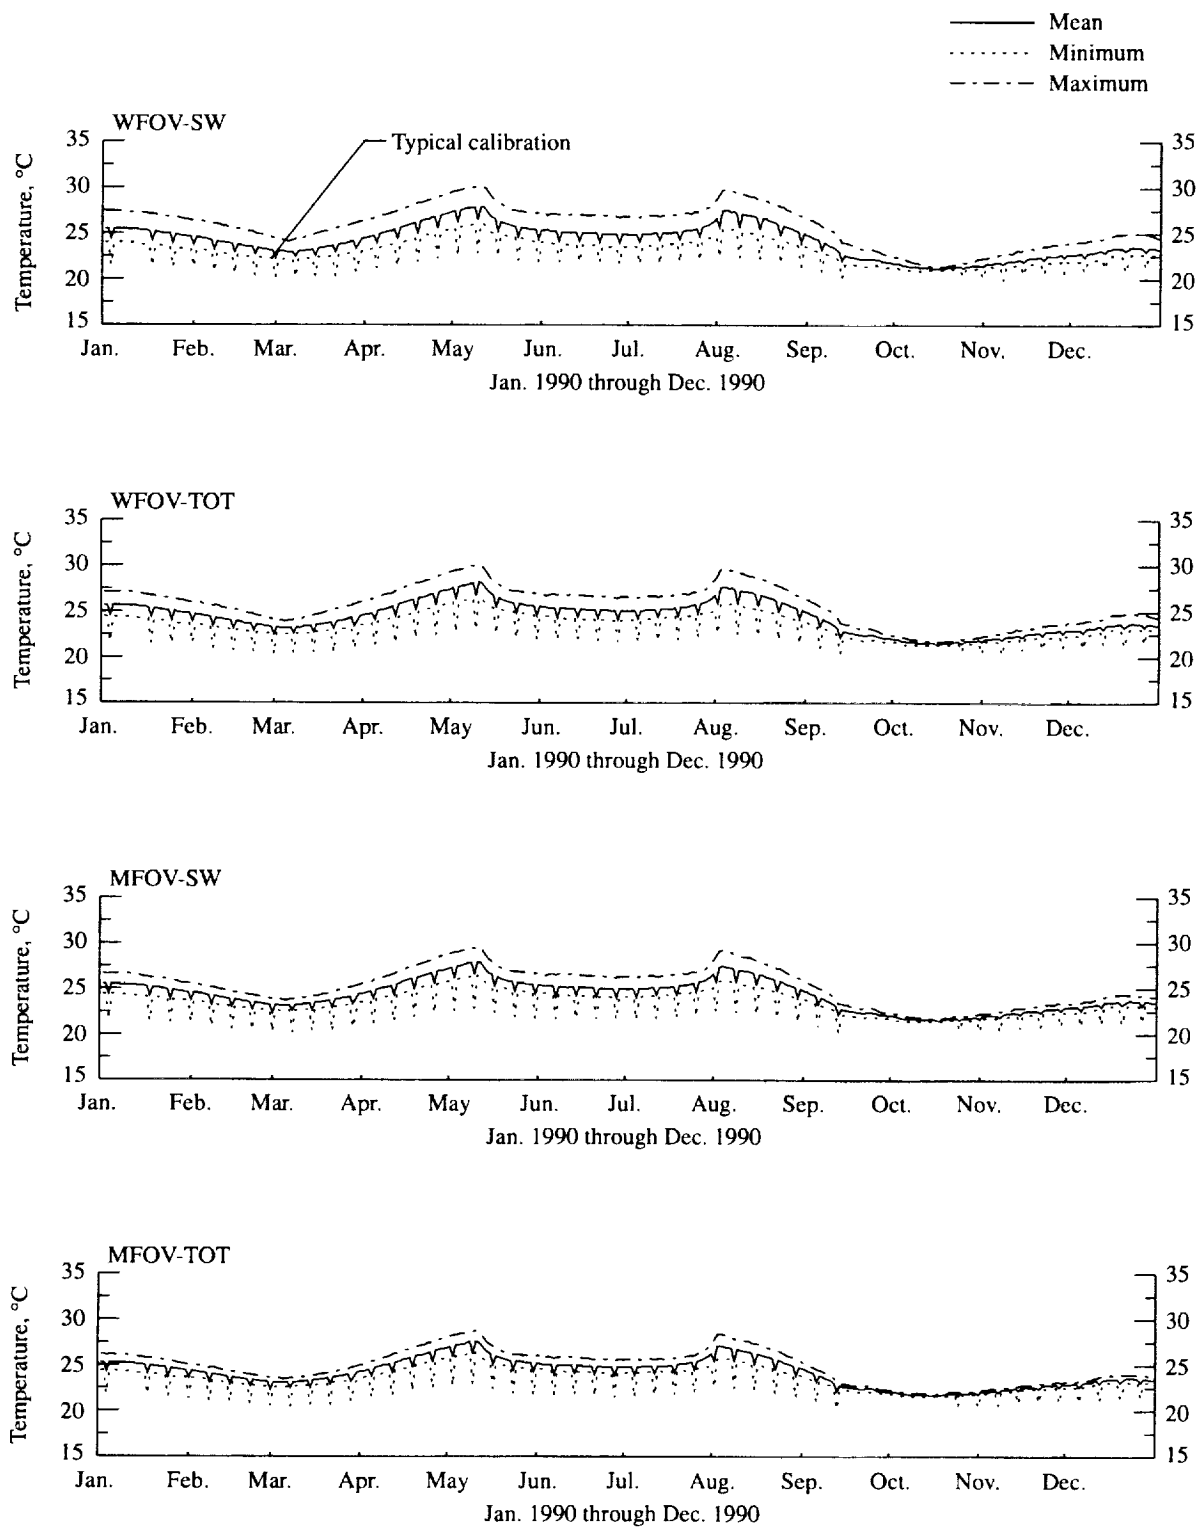 Mean
Minimum
Maximum
WFOV-SW
Typical calibration
Temperature, °C
35
30
25
20
15
35
30
25
20
15
Jan. Feb. Mar. Apr. May Jun. Jul. Aug. Sep. Oct. Nov. Dec.
Jan. 1990 through Dec. 1990
WFOV-TOT
Temperature, °C
35
30
25
20
15
35
30
25
20
15
Jan. Feb. Mar. Apr. May Jun. Jul. Aug. Sep. Oct. Nov. Dec.
Jan. 1990 through Dec. 1990
MFOV-SW
Temperature, °C
35
30
25
20
15
35
30
25
20
15
Jan. Feb. Mar. Apr. May Jun. Jul. Aug. Sep. Oct. Nov. Dec.
Jan. 1990 through Dec. 1990
MFOV-TOT
Temperature, °C
35
30
25
20
15
35
30
25
20
15
Jan. Feb. Mar. Apr. May Jun. Jul. Aug. Sep. Oct. Nov. Dec.
Jan. 1990 through Dec. 1990